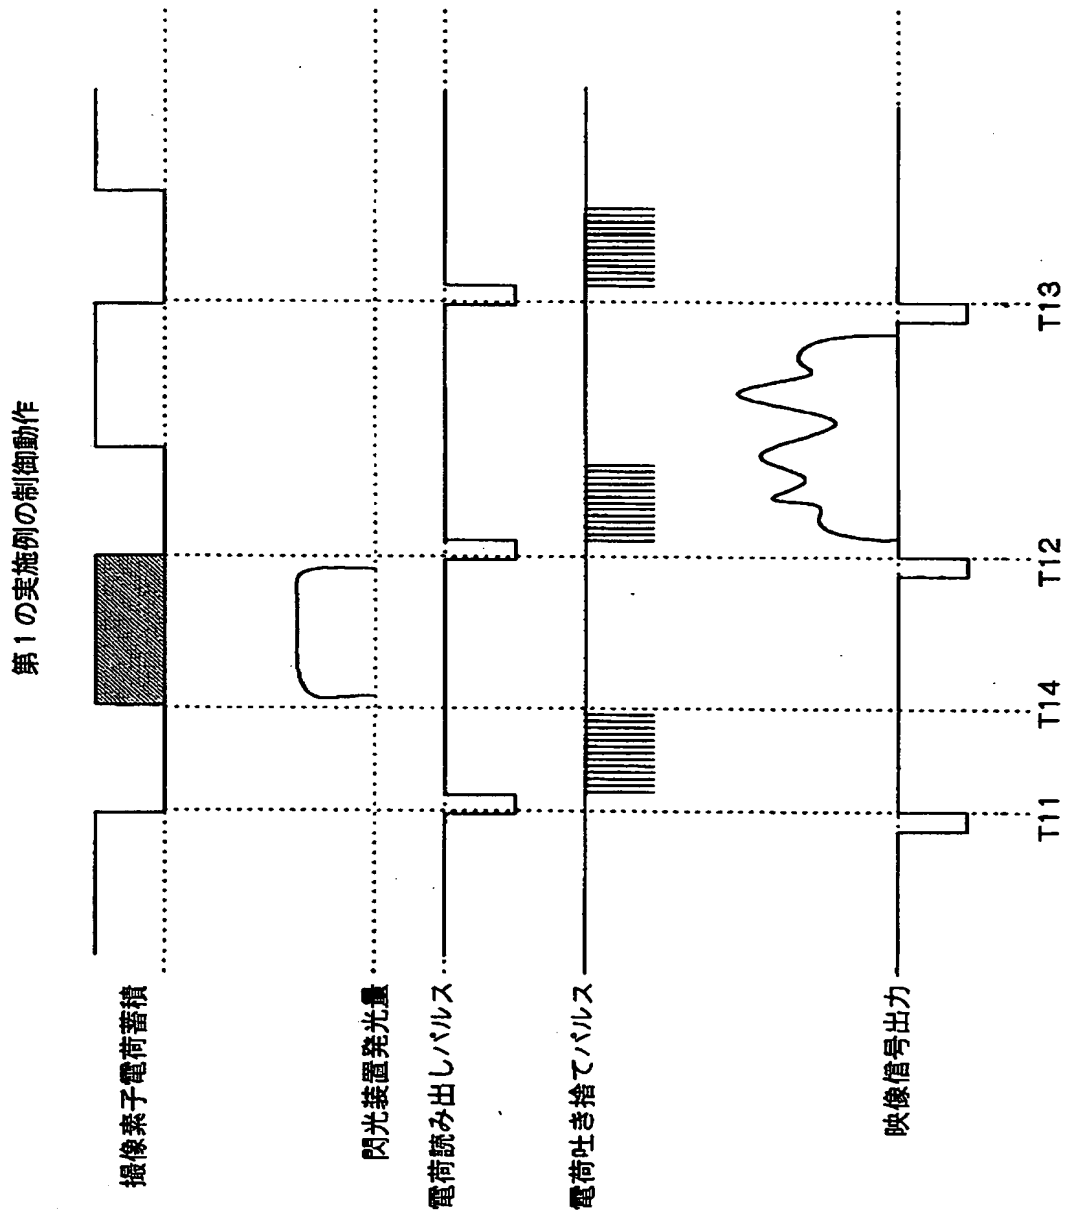 第1の実施例の制御動作
撮像素子電荷蓄積
閃光装置発光量
電荷読み出しパルス
電荷吐き捨てパルス
映像信号出力
T11
T14
T12
T13